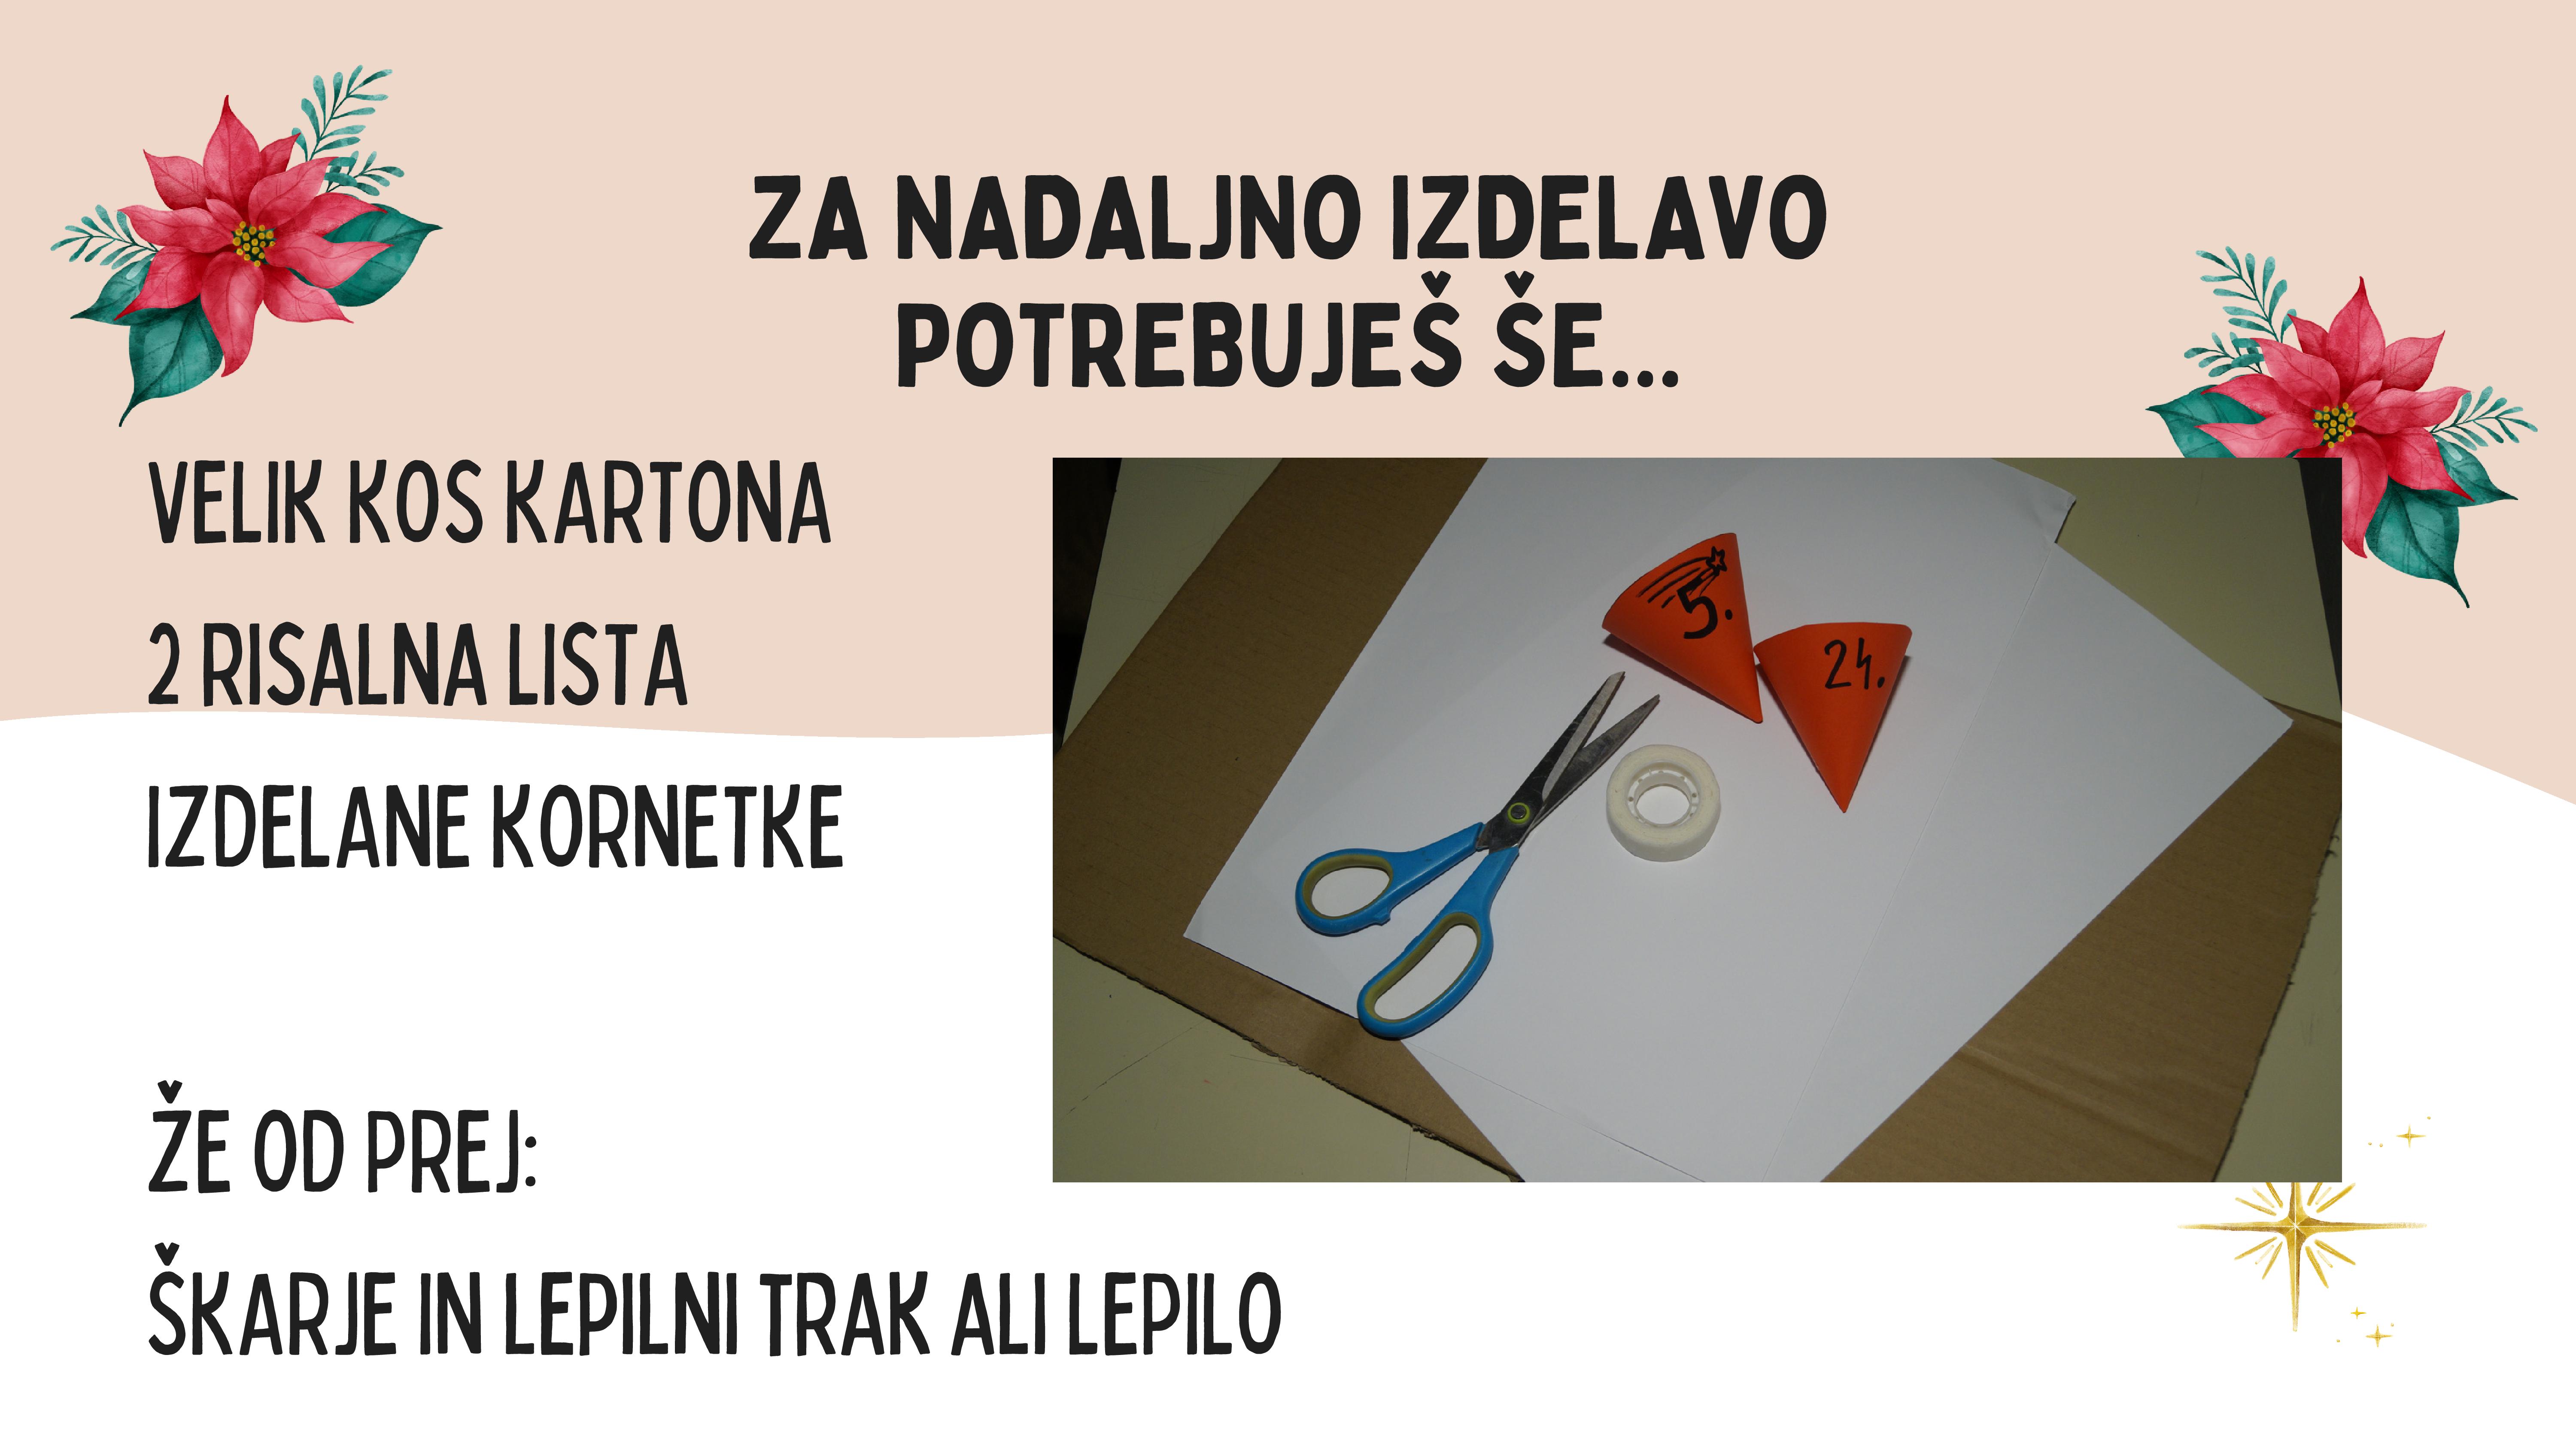 ZA NADALJNO IZDELAVO
POTREBUJEŠ ŠE...
VELIK KOS KARTONA
2 RISALNA LISTA
IZDELANE KORNETKE
5.
24.
ŽE OD PREJ:
ŠKARJE IN LEPILNI TRAK ALI LEPILO